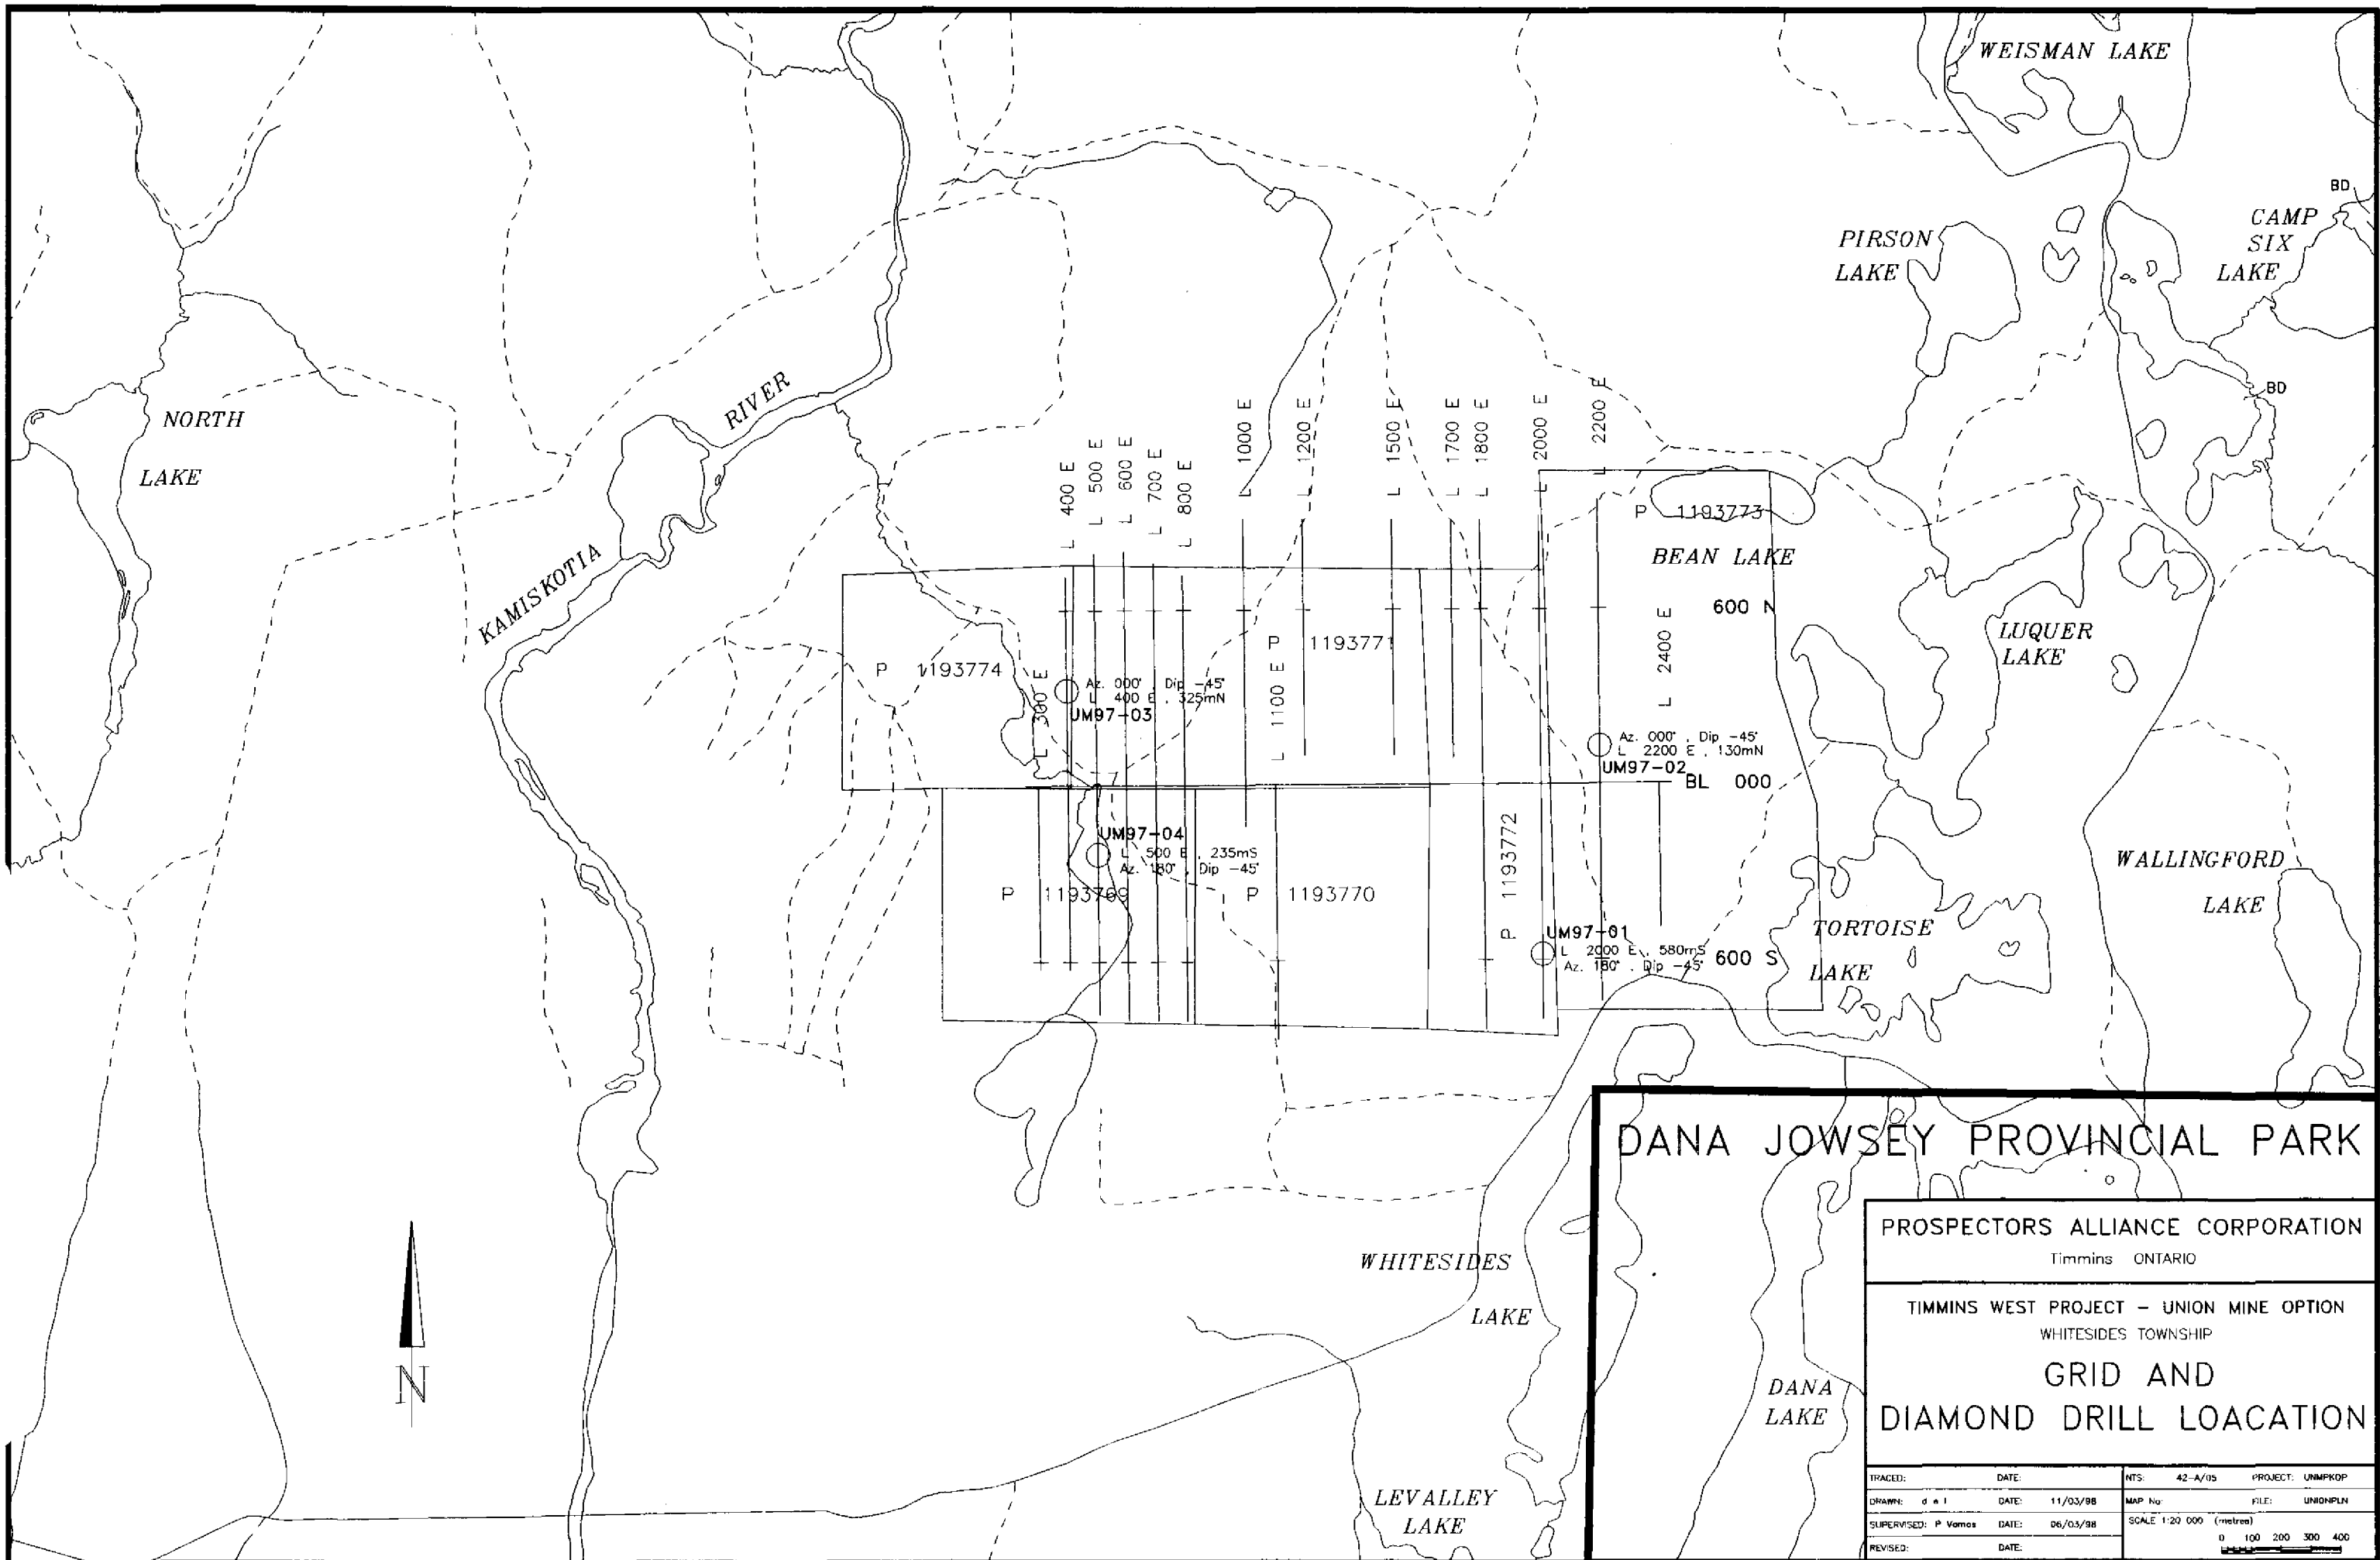 WEISMAN LAKE
BD
CAMP
SIX
LAKE
PIRSON
LAKE
BD
NORTH
LAKE
KAMISKOTIA
RIVER
L 400 E
L 500 E
L 600 E
L 700 E
L 800 E
L 1000 E
L 1200 E
L 1500 E
L 1700 E
L 1800 E
L 2000 E
L 2200 E
P 1193773
BEAN LAKE
600 N
L 2400 E
LUQUER
LAKE
P 1193774
L 300 E
Az. 000° , Dip -45°
L 400 E , 325mN
UM97-03
P 1193771
L 1100 E
Az. 000° , Dip -45°
L 2200 E , 130mN
UM97-02
BL 000
UM97-04
L 500 E , 235mS
Az. 180° , Dip -45°
P 1193769
P 1193770
P 1193772
UM97-01
L 2000 E , 580mS
Az. 180° , Dip -45°
600 S
TORTOISE
LAKE
WALLINGFORD
LAKE
WHITESIDES
LAKE
LEVALLEY
LAKE
DANA
LAKE
N
DANA JOWSEY PROVINCIAL PARK
PROSPECTORS ALLIANCE CORPORATION
Timmins ONTARIO
TIMMINS WEST PROJECT - UNION MINE OPTION
WHITESIDES TOWNSHIP
GRID AND
DIAMOND DRILL LOACATION
TRACED: DATE: NTS: 42-A/05 PROJECT: UNMPKOP
DRAWN: d a l DATE: 11/03/98 MAP No: FILE: UNIONPLN
SUPERVISED: P Vamos DATE: 06/03/98 SCALE 1:20 000 (metres)
REVISED: DATE: 0 100 200 300 400